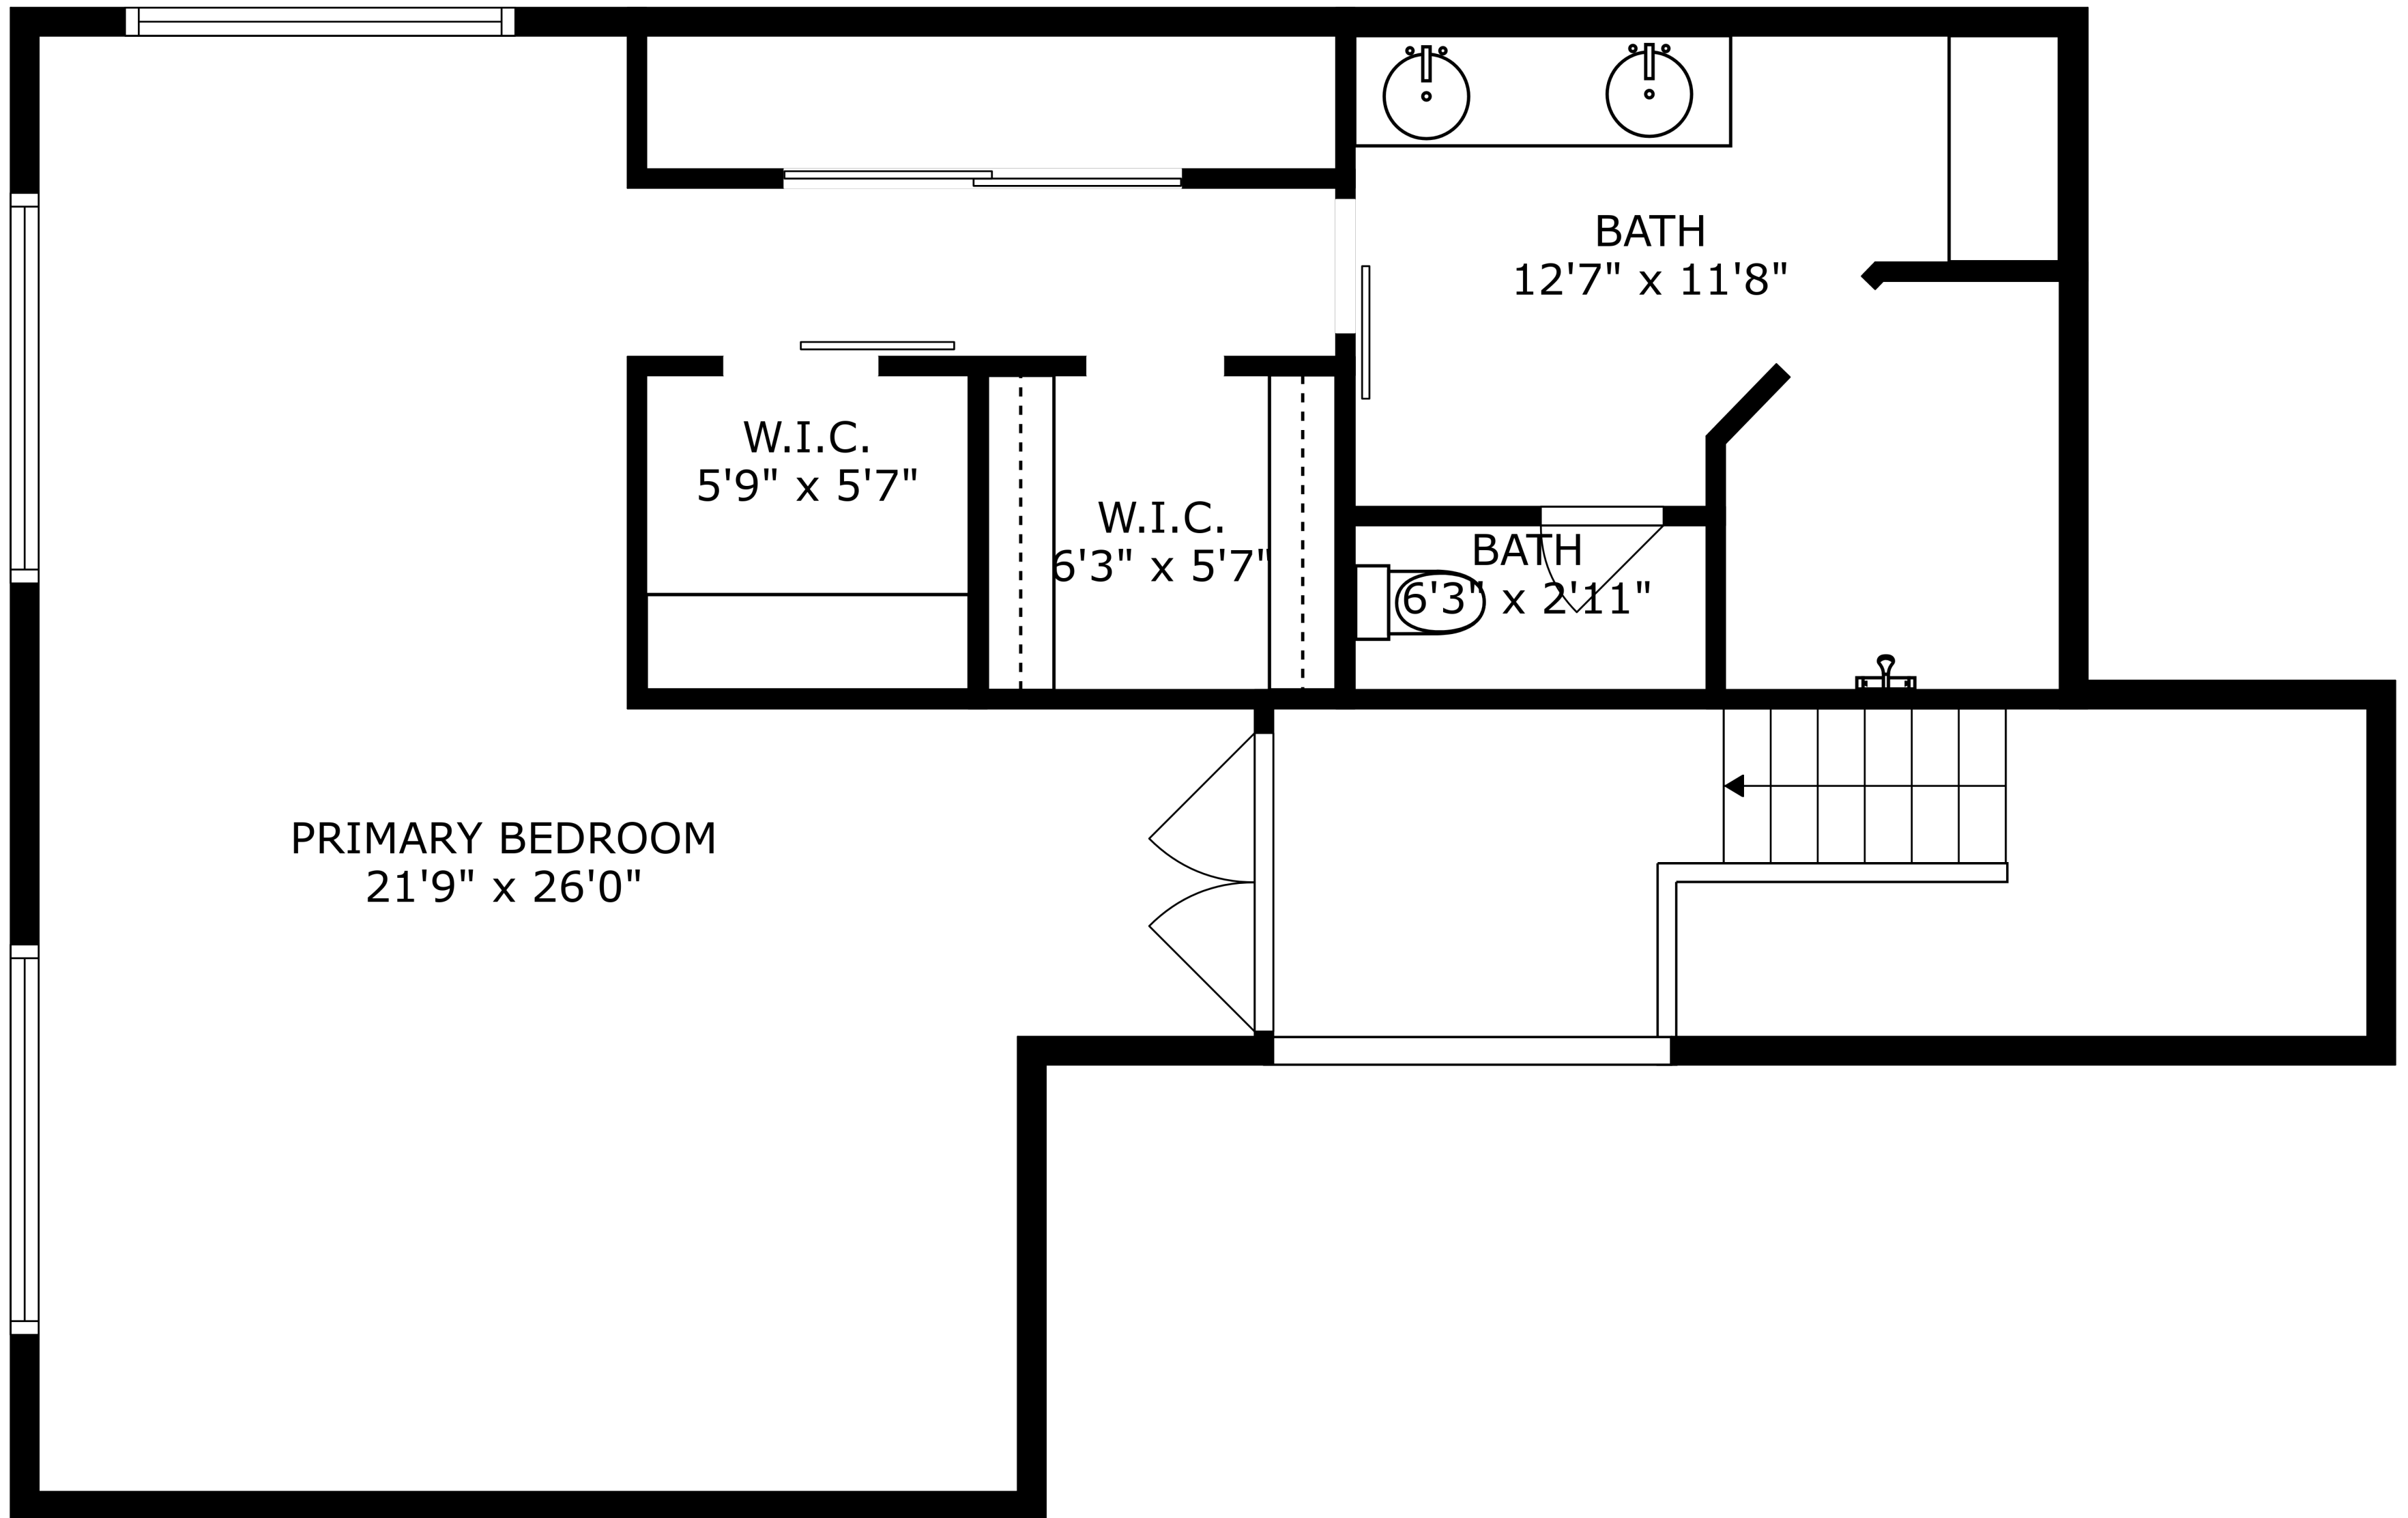 BATH
12'7" x 11'8"
W.I.C.
5'9" x 5'7"
W.I.C.
6'3" x 5'7"
BATH
6'3" x 2'11"
PRIMARY BEDROOM
21'9" x 26'0"